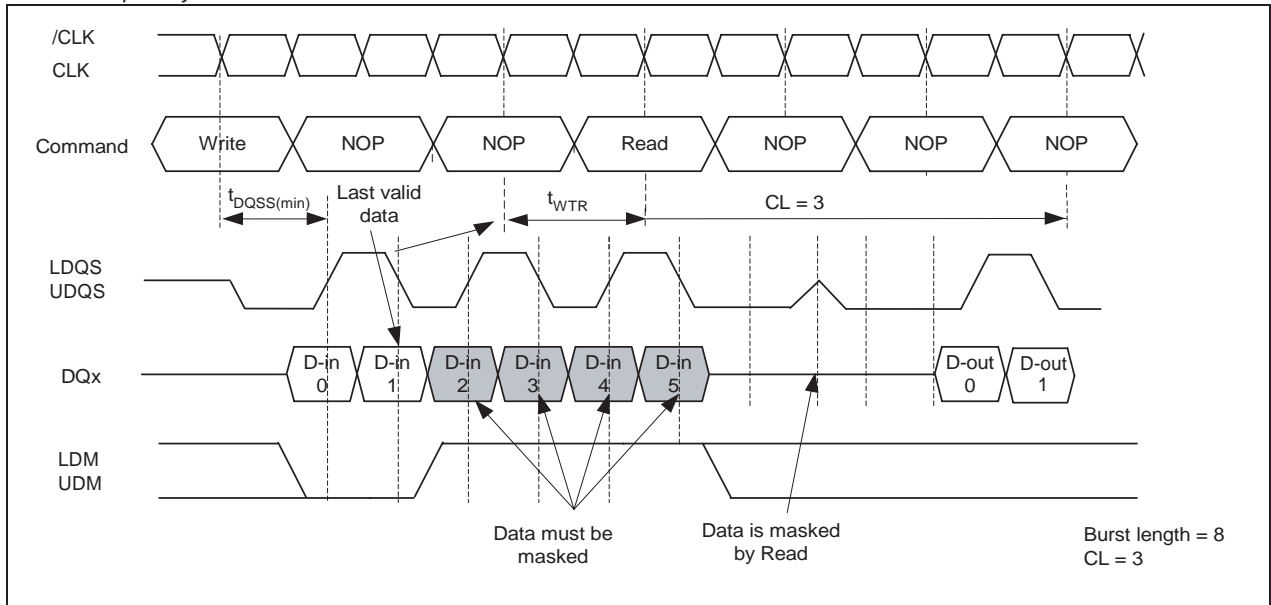 /CLK
CLK
Command
Write
NOP
NOP
Read
NOP
NOP
NOP
tDQSS(min)
Last valid
data
tWTR
CL = 3
LDQS
UDQS
DQx
D-in
0
D-in
1
D-in
2
D-in
3
D-in
4
D-in
5
D-out
0
D-out
1
LDM
UDM
Data must be
masked
Data is masked
by Read
Burst length = 8
CL = 3